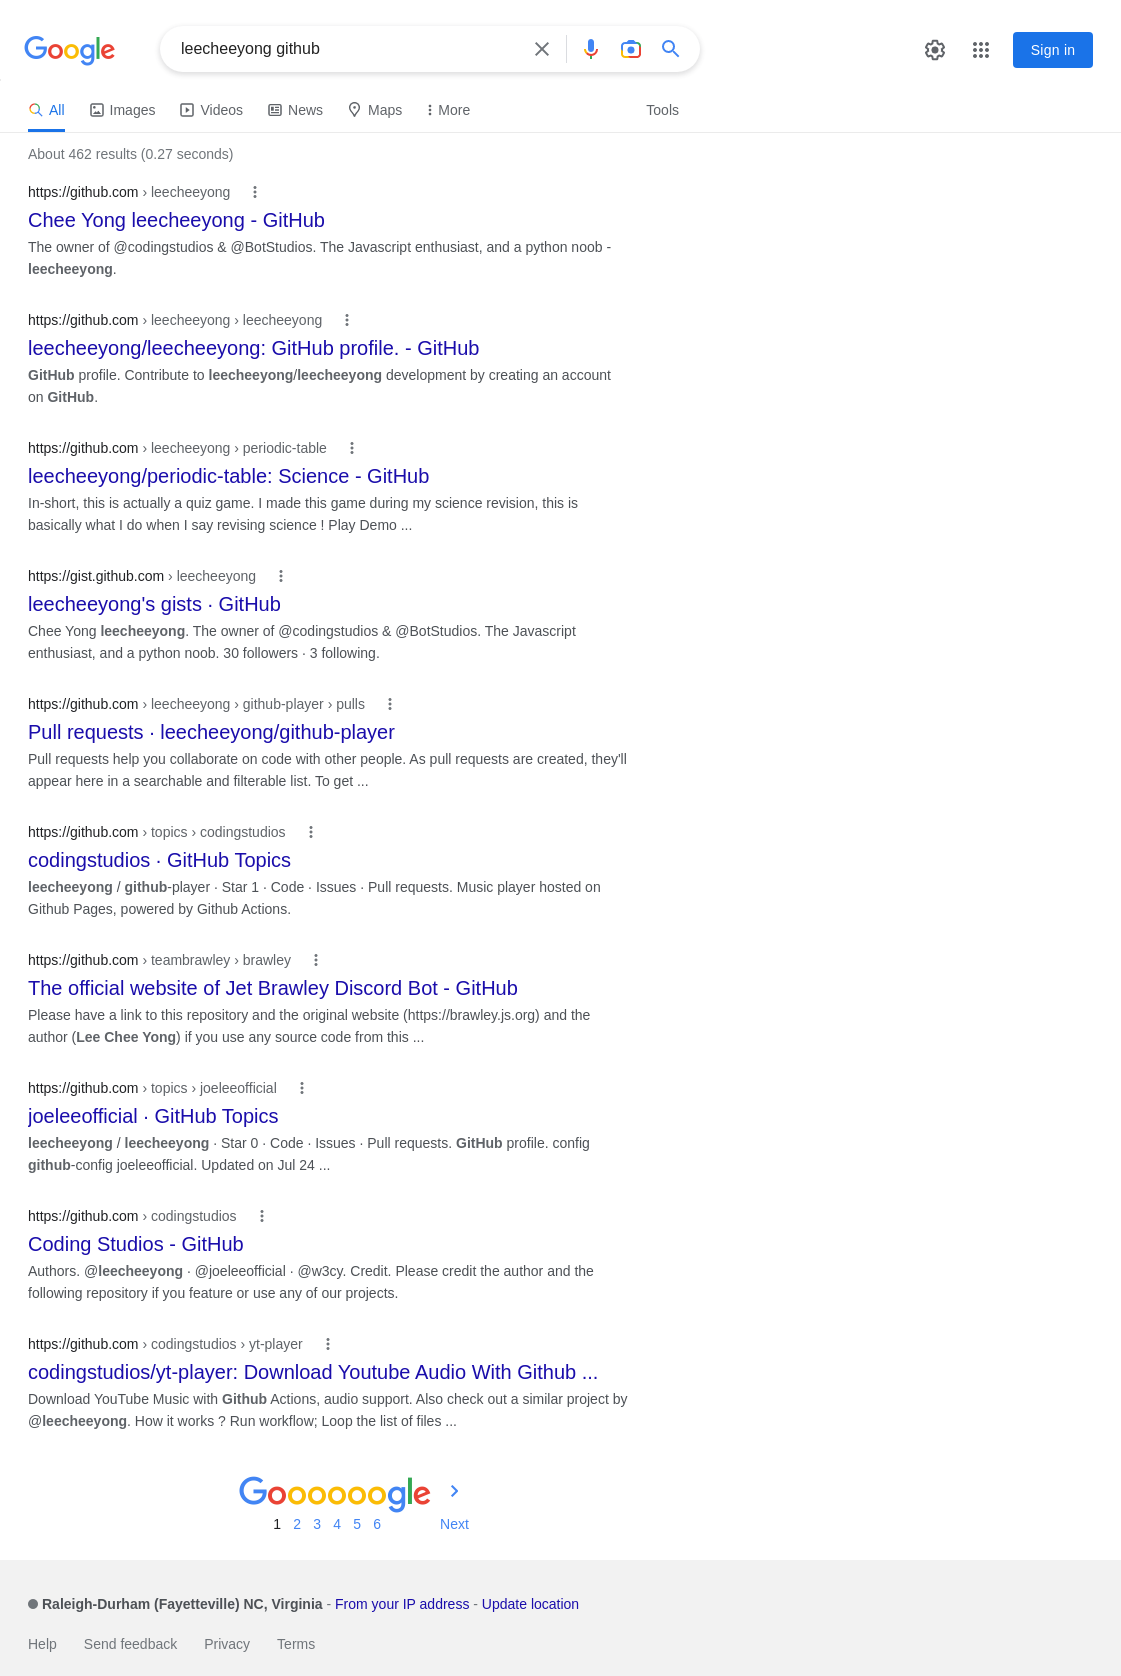 Google
leecheeyong github
Sign in
All
Images
Videos
News
Maps
More
Tools
About 462 results (0.27 seconds)
https://github.com › leecheeyong
Chee Yong leecheeyong - GitHub
The owner of @codingstudios & @BotStudios. The Javascript enthusiast, and a python noob -
leecheeyong.
https://github.com › leecheeyong › leecheeyong
leecheeyong/leecheeyong: GitHub profile. - GitHub
GitHub profile. Contribute to leecheeyong/leecheeyong development by creating an account
on GitHub.
https://github.com › leecheeyong › periodic-table
leecheeyong/periodic-table: Science - GitHub
In-short, this is actually a quiz game. I made this game during my science revision, this is
basically what I do when I say revising science ! Play Demo ...
https://gist.github.com › leecheeyong
leecheeyong's gists · GitHub
Chee Yong leecheeyong. The owner of @codingstudios & @BotStudios. The Javascript
enthusiast, and a python noob. 30 followers · 3 following.
https://github.com › leecheeyong › github-player › pulls
Pull requests · leecheeyong/github-player
Pull requests help you collaborate on code with other people. As pull requests are created, they'll
appear here in a searchable and filterable list. To get ...
https://github.com › topics › codingstudios
codingstudios · GitHub Topics
leecheeyong / github-player · Star 1 · Code · Issues · Pull requests. Music player hosted on
Github Pages, powered by Github Actions.
https://github.com › teambrawley › brawley
The official website of Jet Brawley Discord Bot - GitHub
Please have a link to this repository and the original website (https://brawley.js.org) and the
author (Lee Chee Yong) if you use any source code from this ...
https://github.com › topics › joeleeofficial
joeleeofficial · GitHub Topics
leecheeyong / leecheeyong · Star 0 · Code · Issues · Pull requests. GitHub profile. config
github-config joeleeofficial. Updated on Jul 24 ...
https://github.com › codingstudios
Coding Studios - GitHub
Authors. @leecheeyong · @joeleeofficial · @w3cy. Credit. Please credit the author and the
following repository if you feature or use any of our projects.
https://github.com › codingstudios › yt-player
codingstudios/yt-player: Download Youtube Audio With Github ...
Download YouTube Music with Github Actions, audio support. Also check out a similar project by
@leecheeyong. How it works ? Run workflow; Loop the list of files ...
Goooooogle
1 2 3 4 5 6 Next
Raleigh-Durham (Fayetteville) NC, Virginia - From your IP address - Update location
Help Send feedback Privacy Terms